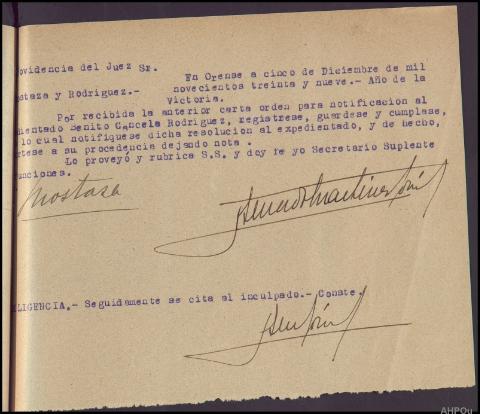 ovidencia del Juez Sr.
En Orense a cinco de Diciembre de mil
staza y Rodriguez.-
novecientos treinta y nueve.- Año de la
Victoria.
Por recibida la anterior carta orden para notificación al
dientado Benito Cancela Rodriguez, registrese, guardese y cumplase,
lo cual notifiquese dicha resolucion al expedientado, y de hecho,
tese a su procedencia dejando nota .
Lo proveyó y rubrica S.S. y doy fe yo Secretario Suplente
unciones.
Mostaza
LIGENCIA.- Seguidamente se cita al inculpado.- Conste.
AHPOu